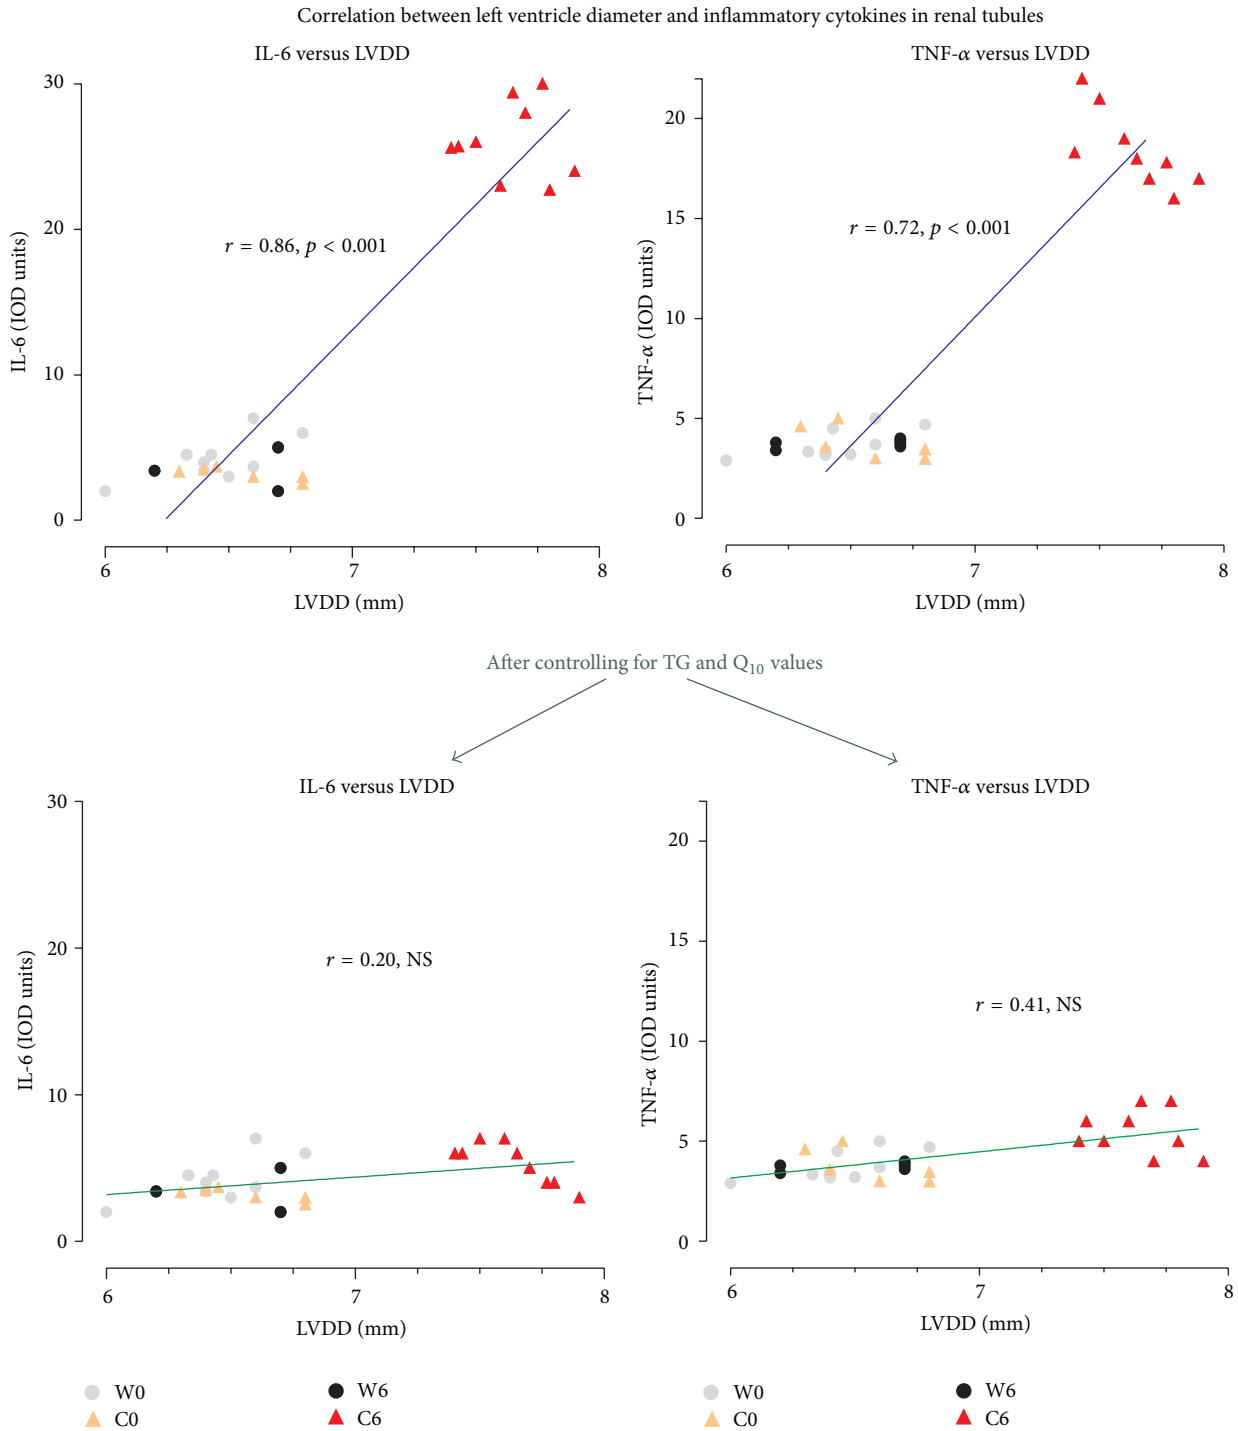 Correlation between left ventricle diameter and inflammatory cytokines in renal tubules
IL-6 versus LVDD
30
20
10
0
IL-6 (IOD units)
r = 0.86, p < 0.001
6 7 8
LVDD (mm)
TNF-α versus LVDD
20
15
10
5
0
TNF-α (IOD units)
r = 0.72, p < 0.001
6 7 8
LVDD (mm)
After controlling for TG and Q10 values
IL-6 versus LVDD
30
20
10
0
IL-6 (IOD units)
r = 0.20, NS
6 7 8
LVDD (mm)
TNF-α versus LVDD
20
15
10
5
0
TNF-α (IOD units)
r = 0.41, NS
6 7 8
LVDD (mm)
W0 W6
C0 C6
W0 W6
C0 C6